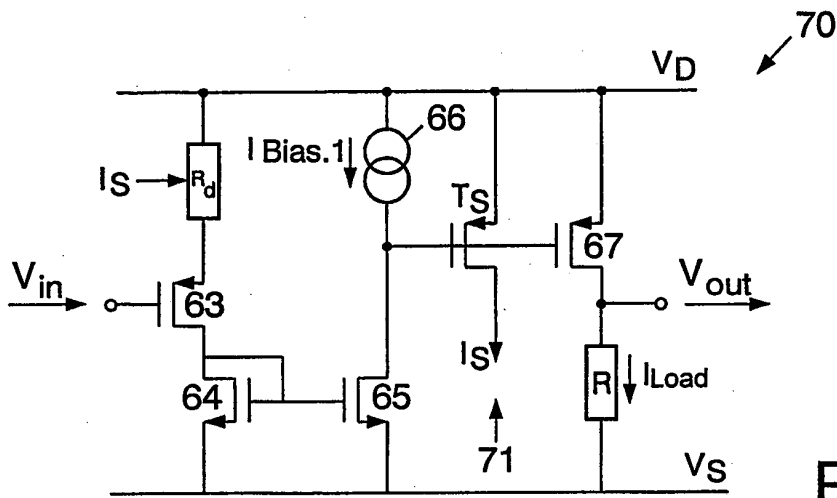 70
V_D
66
I Bias.1
I_S
R_d
T_S
67
V_in
63
V_out
I_S
R
I_Load
64
65
71
V_S
F